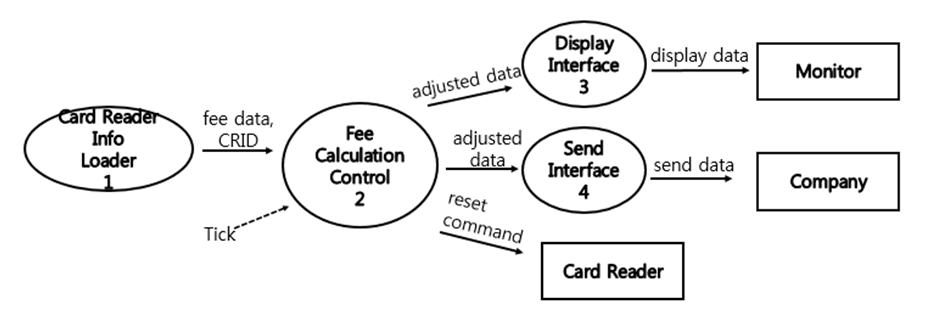 Card Reader
Info
Loader
1
fee data,
CRID
Tick
Fee
Calculation
Control
2
adjusted data
adjusted
data
reset
command
Display
Interface
3
display data
Monitor
Send
Interface
4
send data
Company
Card Reader